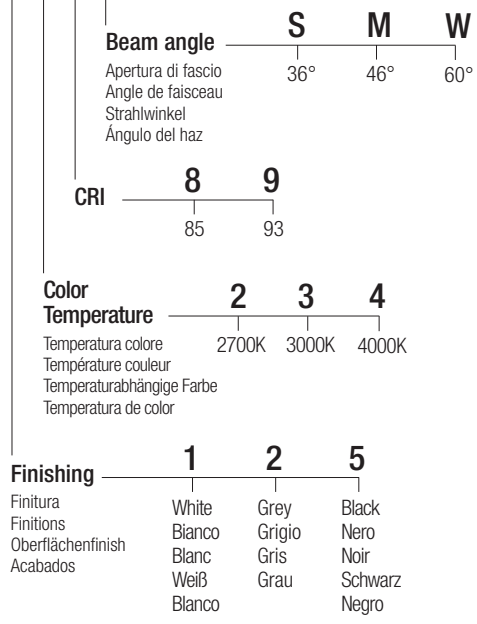 Beam angle
S M W
Apertura di fascio
Angle de faisceau
Strahlwinkel
Ángulo del haz
36° 46° 60°
CRI
8 9
85 93
Color
Temperature
2 3 4
Temperatura colore
Température couleur
Temperaturabhängige Farbe
Temperatura de color
2700K 3000K 4000K
Finishing
1 2 5
Finitura
Finitions
Oberflächenfinish
Acabados
White Grey Black
Bianco Grigio Nero
Blanc Gris Noir
Weiß Grau Schwarz
Blanco Negro